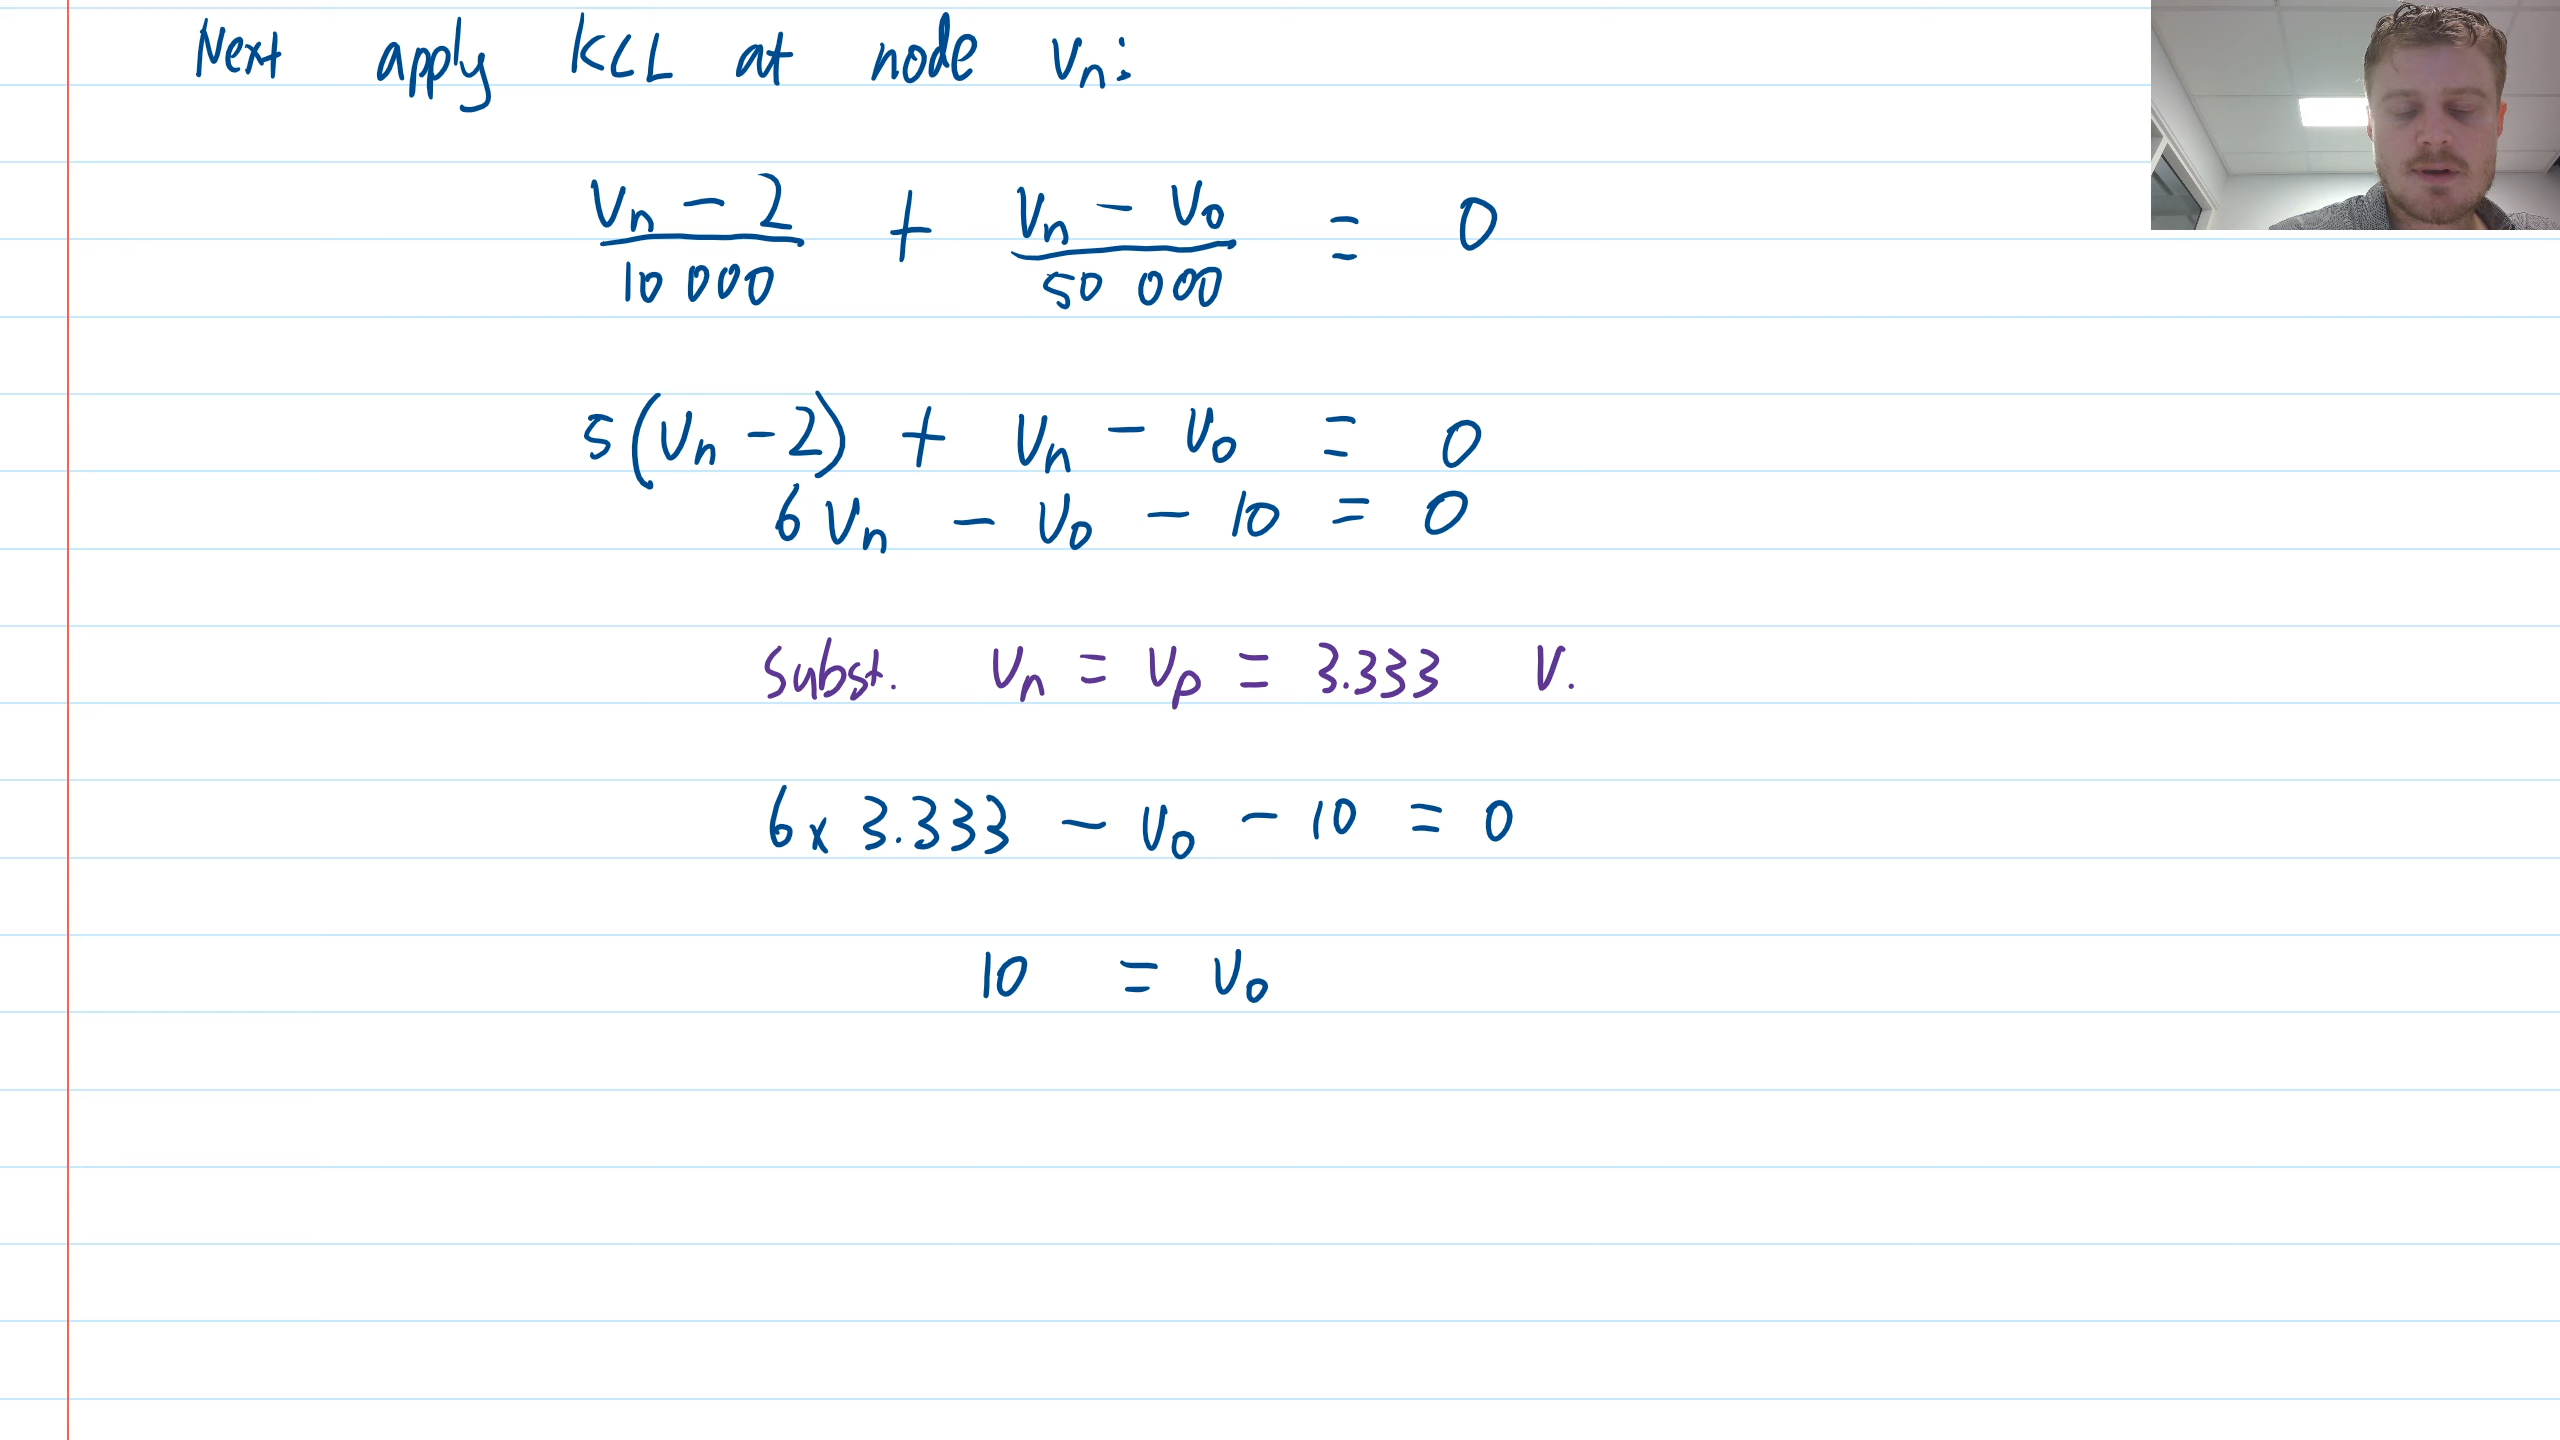 Next apply KCL at node vn:
vn - 2 / 10 000 + vn - vo / 50 000 = 0
5(vn - 2) + vn - vo = 0
6vn - vo - 10 = 0
Subst. vn = vp = 3.333 V.
6x 3.333 - vo - 10 = 0
10 = vo